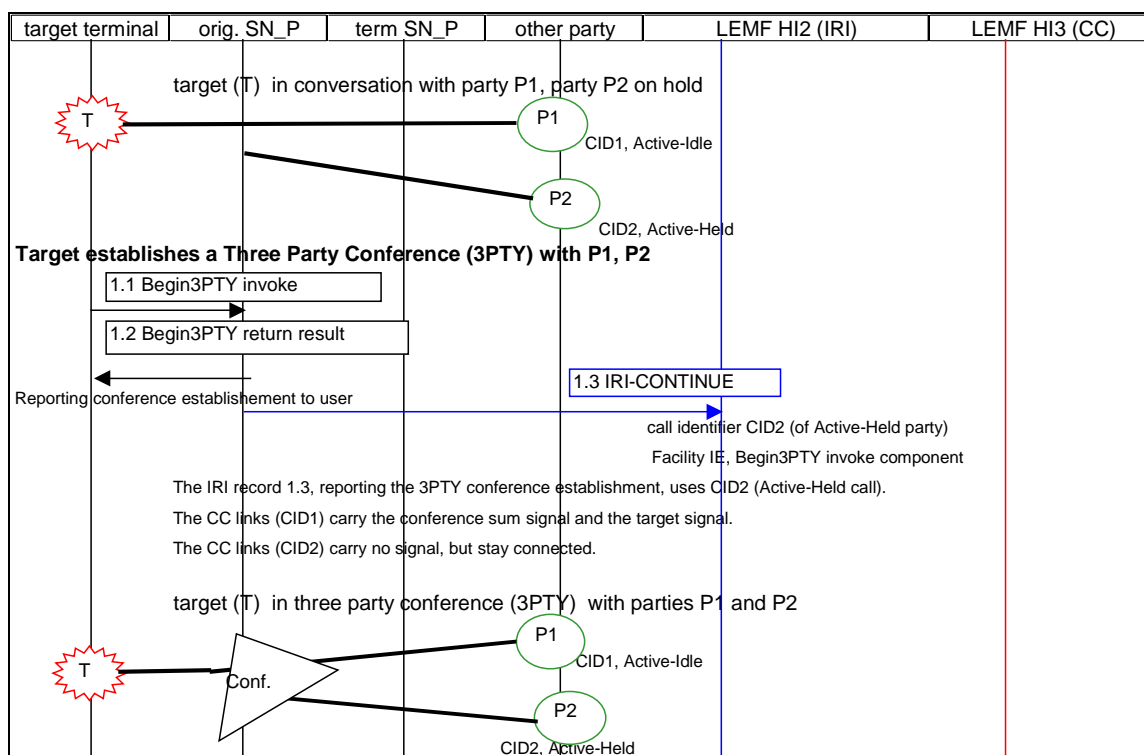 target terminal orig. SN_P term SN_P other party LEMF HI2 (IRI) LEMF HI3 (CC)
target (T) in conversation with party P1, party P2 on hold
T
P1
CID1, Active-Idle
P2
CID2, Active-Held
Target establishes a Three Party Conference (3PTY) with P1, P2
1.1 Begin3PTY invoke
1.2 Begin3PTY return result
1.3 IRI-CONTINUE
Reporting conference establishement to user
call identifier CID2 (of Active-Held party)
Facility IE, Begin3PTY invoke component
The IRI record 1.3, reporting the 3PTY conference establishment, uses CID2 (Active-Held call).
The CC links (CID1) carry the conference sum signal and the target signal.
The CC links (CID2) carry no signal, but stay connected.
target (T) in three party conference (3PTY) with parties P1 and P2
P1
CID1, Active-Idle
T
Conf.
P2
CID2, Active-Held